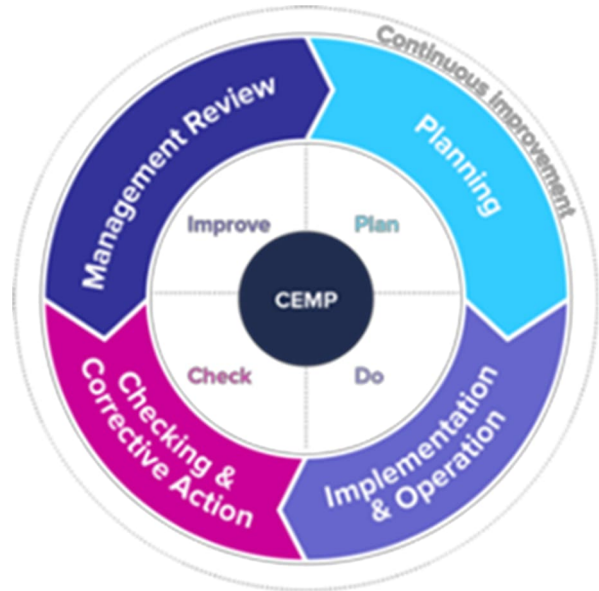 Continuous improvement
Management Review
Planning
Improve
Plan
CEMP
Check
Do
Checking &
Corrective Action
Implementation
& Operation